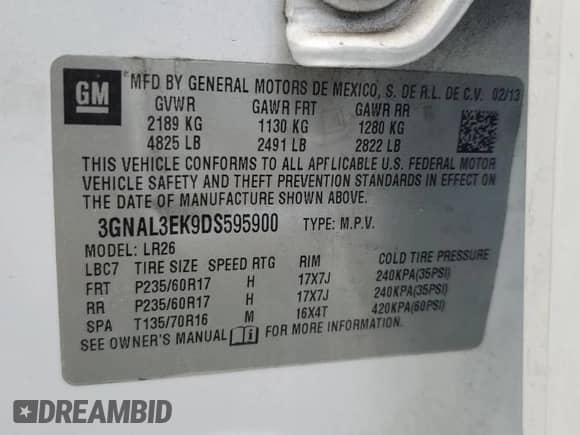 GM
*MFD BY GENERAL MOTORS DE MEXICO, S. DE R.L. DE C.V. 02/13
GVWR GAWR FRT GAWR RR
2189 KG 1130 KG 1280 KG
4825 LB 2491 LB 2822 LB
THIS VEHICLE CONFORMS TO ALL APPLICABLE U.S. FEDERAL MOTOR
VEHICLE SAFETY AND THEFT PREVENTION STANDARDS IN EFFECT ON
THE DATE OF MANUFACTURE SHOWN ABOVE.
3GNAL3EK9DS595900 TYPE: M.P.V.
MODEL: LR26
LBC7 TIRE SIZE SPEED RTG RIM COLD TIRE PRESSURE
FRT P235/60R17 H 17X7J 240KPA(35PSI)
RR P235/60R17 H 17X7J 240KPA(35PSI)
SPA T135/70R16 M 16X4T 420KPA(60PSI)
SEE OWNER'S MANUAL FOR MORE INFORMATION.
DREAMBID